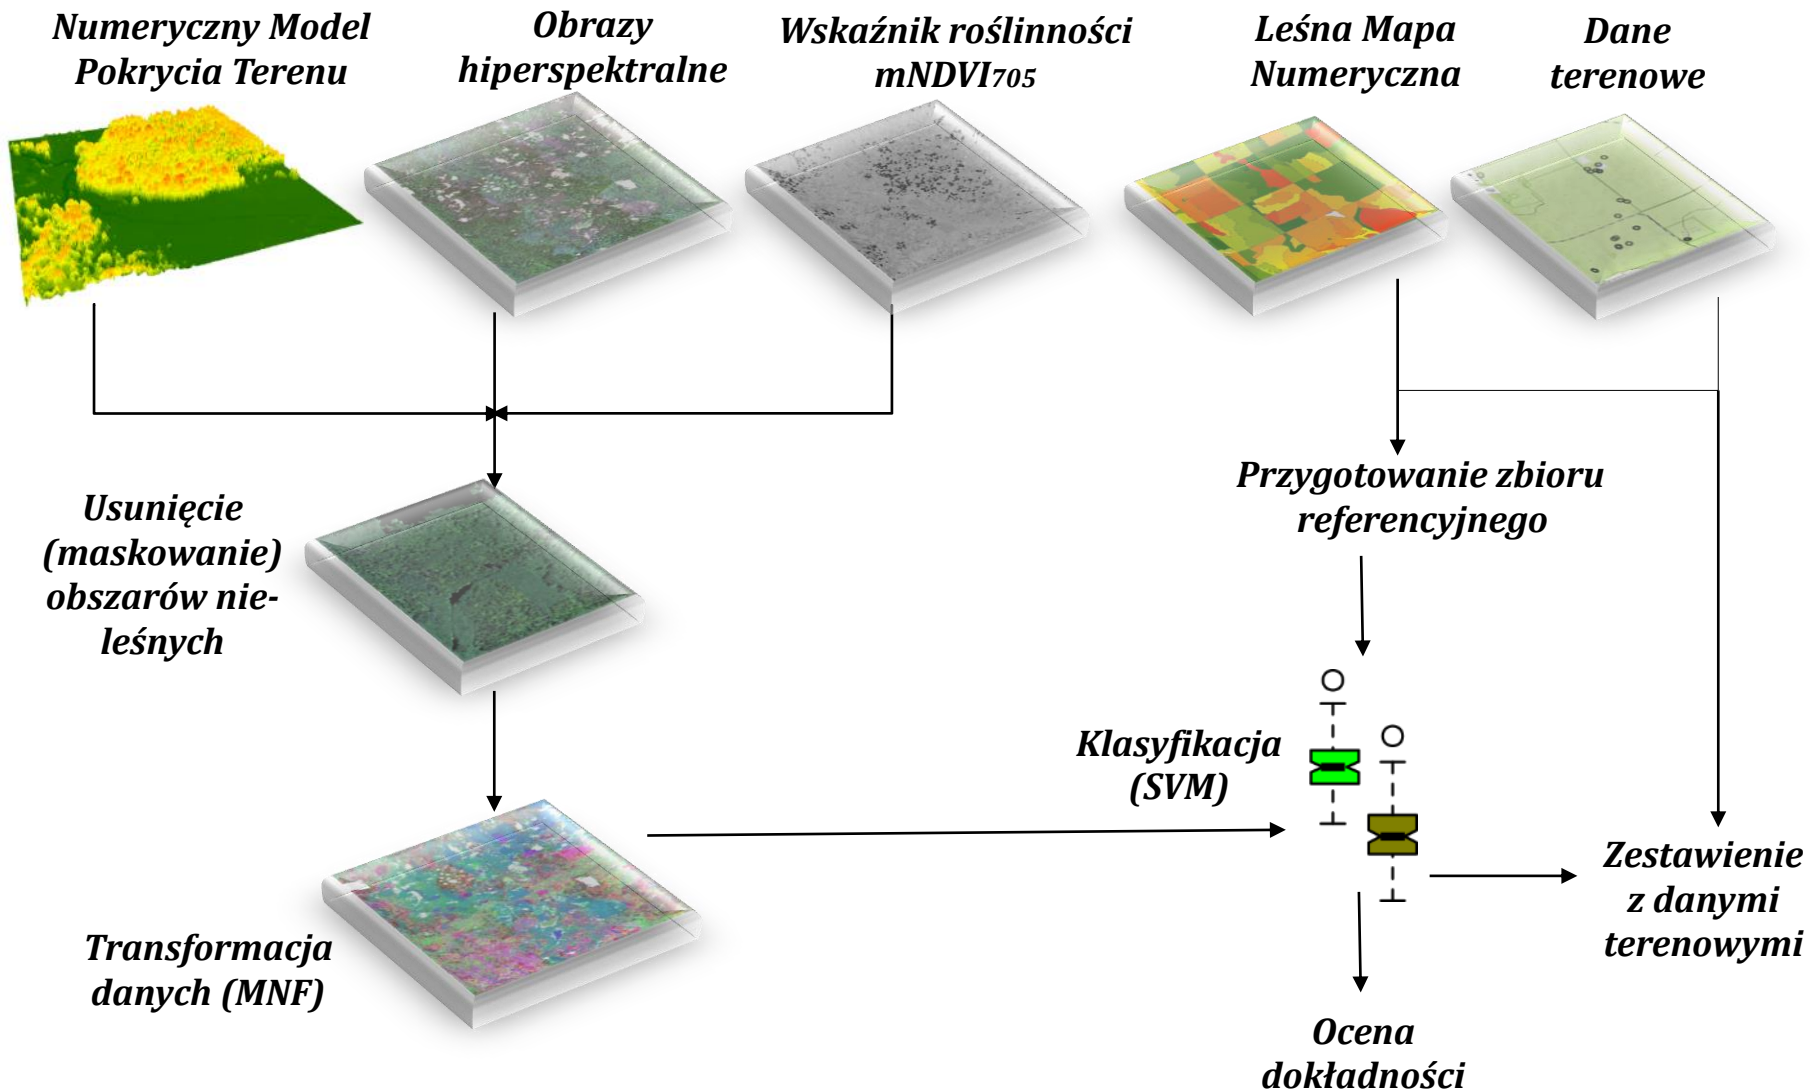 Numeryczny Model
Pokrycia Terenu
Obrazy
hiperspektralne
Wskaźnik roślinności
mNDVI705
Leśna Mapa
Numeryczna
Dane
terenowe
Usunięcie
(maskowanie)
obszarów nie-
leśnych
Przygotowanie zbioru
referencyjnego
Klasyfikacja
(SVM)
Transformacja
danych (MNF)
Zestawienie
z danymi
terenowymi
Ocena
dokładności